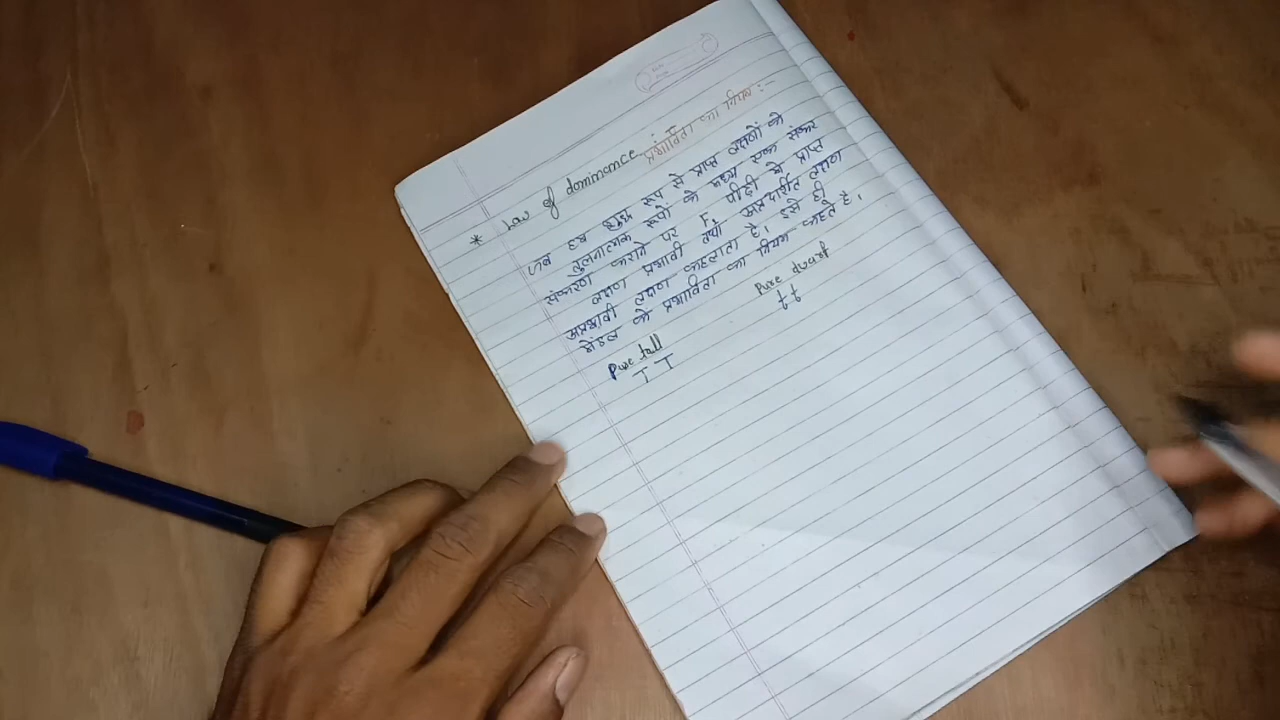 * Law of dominance प्रभाविता का नियम :-
जब हम शुद्ध रूप से प्राप्त लक्षणों के
तुलनात्मक रूपों के मध्य एक संकर
संकरण कराते पर F₁ पीढ़ी में प्राप्त
लक्षण प्रभावी तथा अप्रदर्शित लक्षण
अप्रभावी लक्षण कहलाता है। इसे ही
मेंडल को प्रभाविता का नियम कहते है।
Pure tall Pure dwarf
T T t t